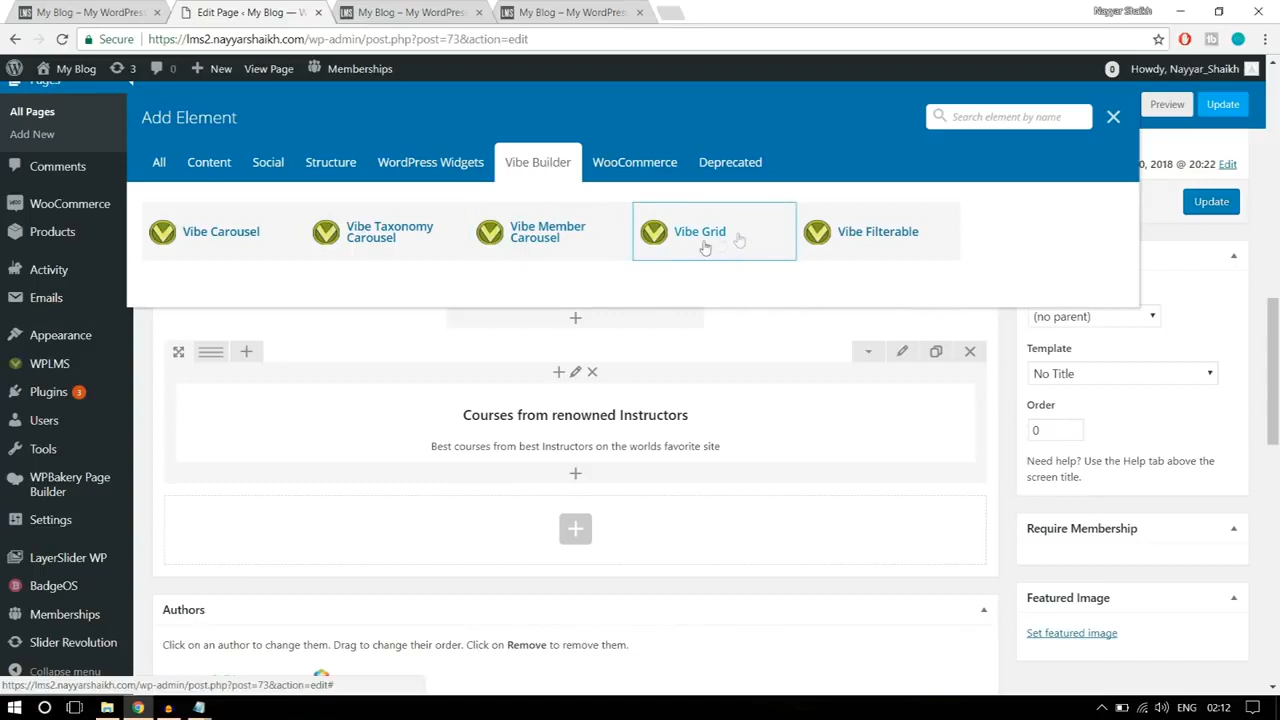 My Blog – My WordPress
Edit Page ‹ My Blog — W
My Blog – My WordPress
My Blog – My WordPress
Nayyar Shaikh
Secure
https://lms2.nayyarshaikh.com/wp-admin/post.php?post=73&action=edit
My Blog
3
0
New
View Page
Memberships
0
Howdy, Nayyar_Shaikh
Pages
All Pages
Add New
Comments
WooCommerce
Products
Activity
Emails
Appearance
WPLMS
Plugins 3
Users
Tools
WPBakery Page
Builder
Settings
LayerSlider WP
BadgeOS
Memberships
Slider Revolution
Collapse menu
Add Element
Search element by name
All
Content
Social
Structure
WordPress Widgets
Vibe Builder
WooCommerce
Deprecated
Vibe Carousel
Vibe Taxonomy
Carousel
Vibe Member
Carousel
Vibe Grid
Vibe Filterable
Courses from renowned Instructors
Best courses from best Instructors on the worlds favorite site
Authors
Click on an author to change them. Drag to change their order. Click on Remove to remove them.
Preview
Update
0, 2018 @ 20:22 Edit
Update
(no parent)
Template
No Title
Order
0
Need help? Use the Help tab above the
screen title.
Require Membership
Featured Image
Set featured image
https://lms2.nayyarshaikh.com/wp-admin/post.php?post=73&action=edit#
ENG
02:12